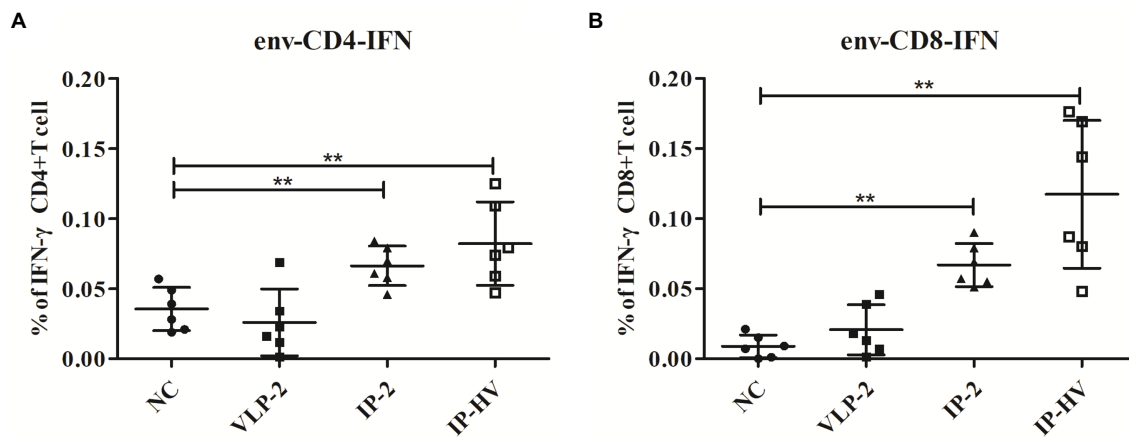 A
env-CD4-IFN
% of IFN-γ CD4+T cell
0.20
0.15
0.10
0.05
0.00
**
**
NC
VLP-2
IP-2
IP-HV
B
env-CD8-IFN
% of IFN-γ CD8+T cell
0.20
0.15
0.10
0.05
0.00
**
**
NC
VLP-2
IP-2
IP-HV